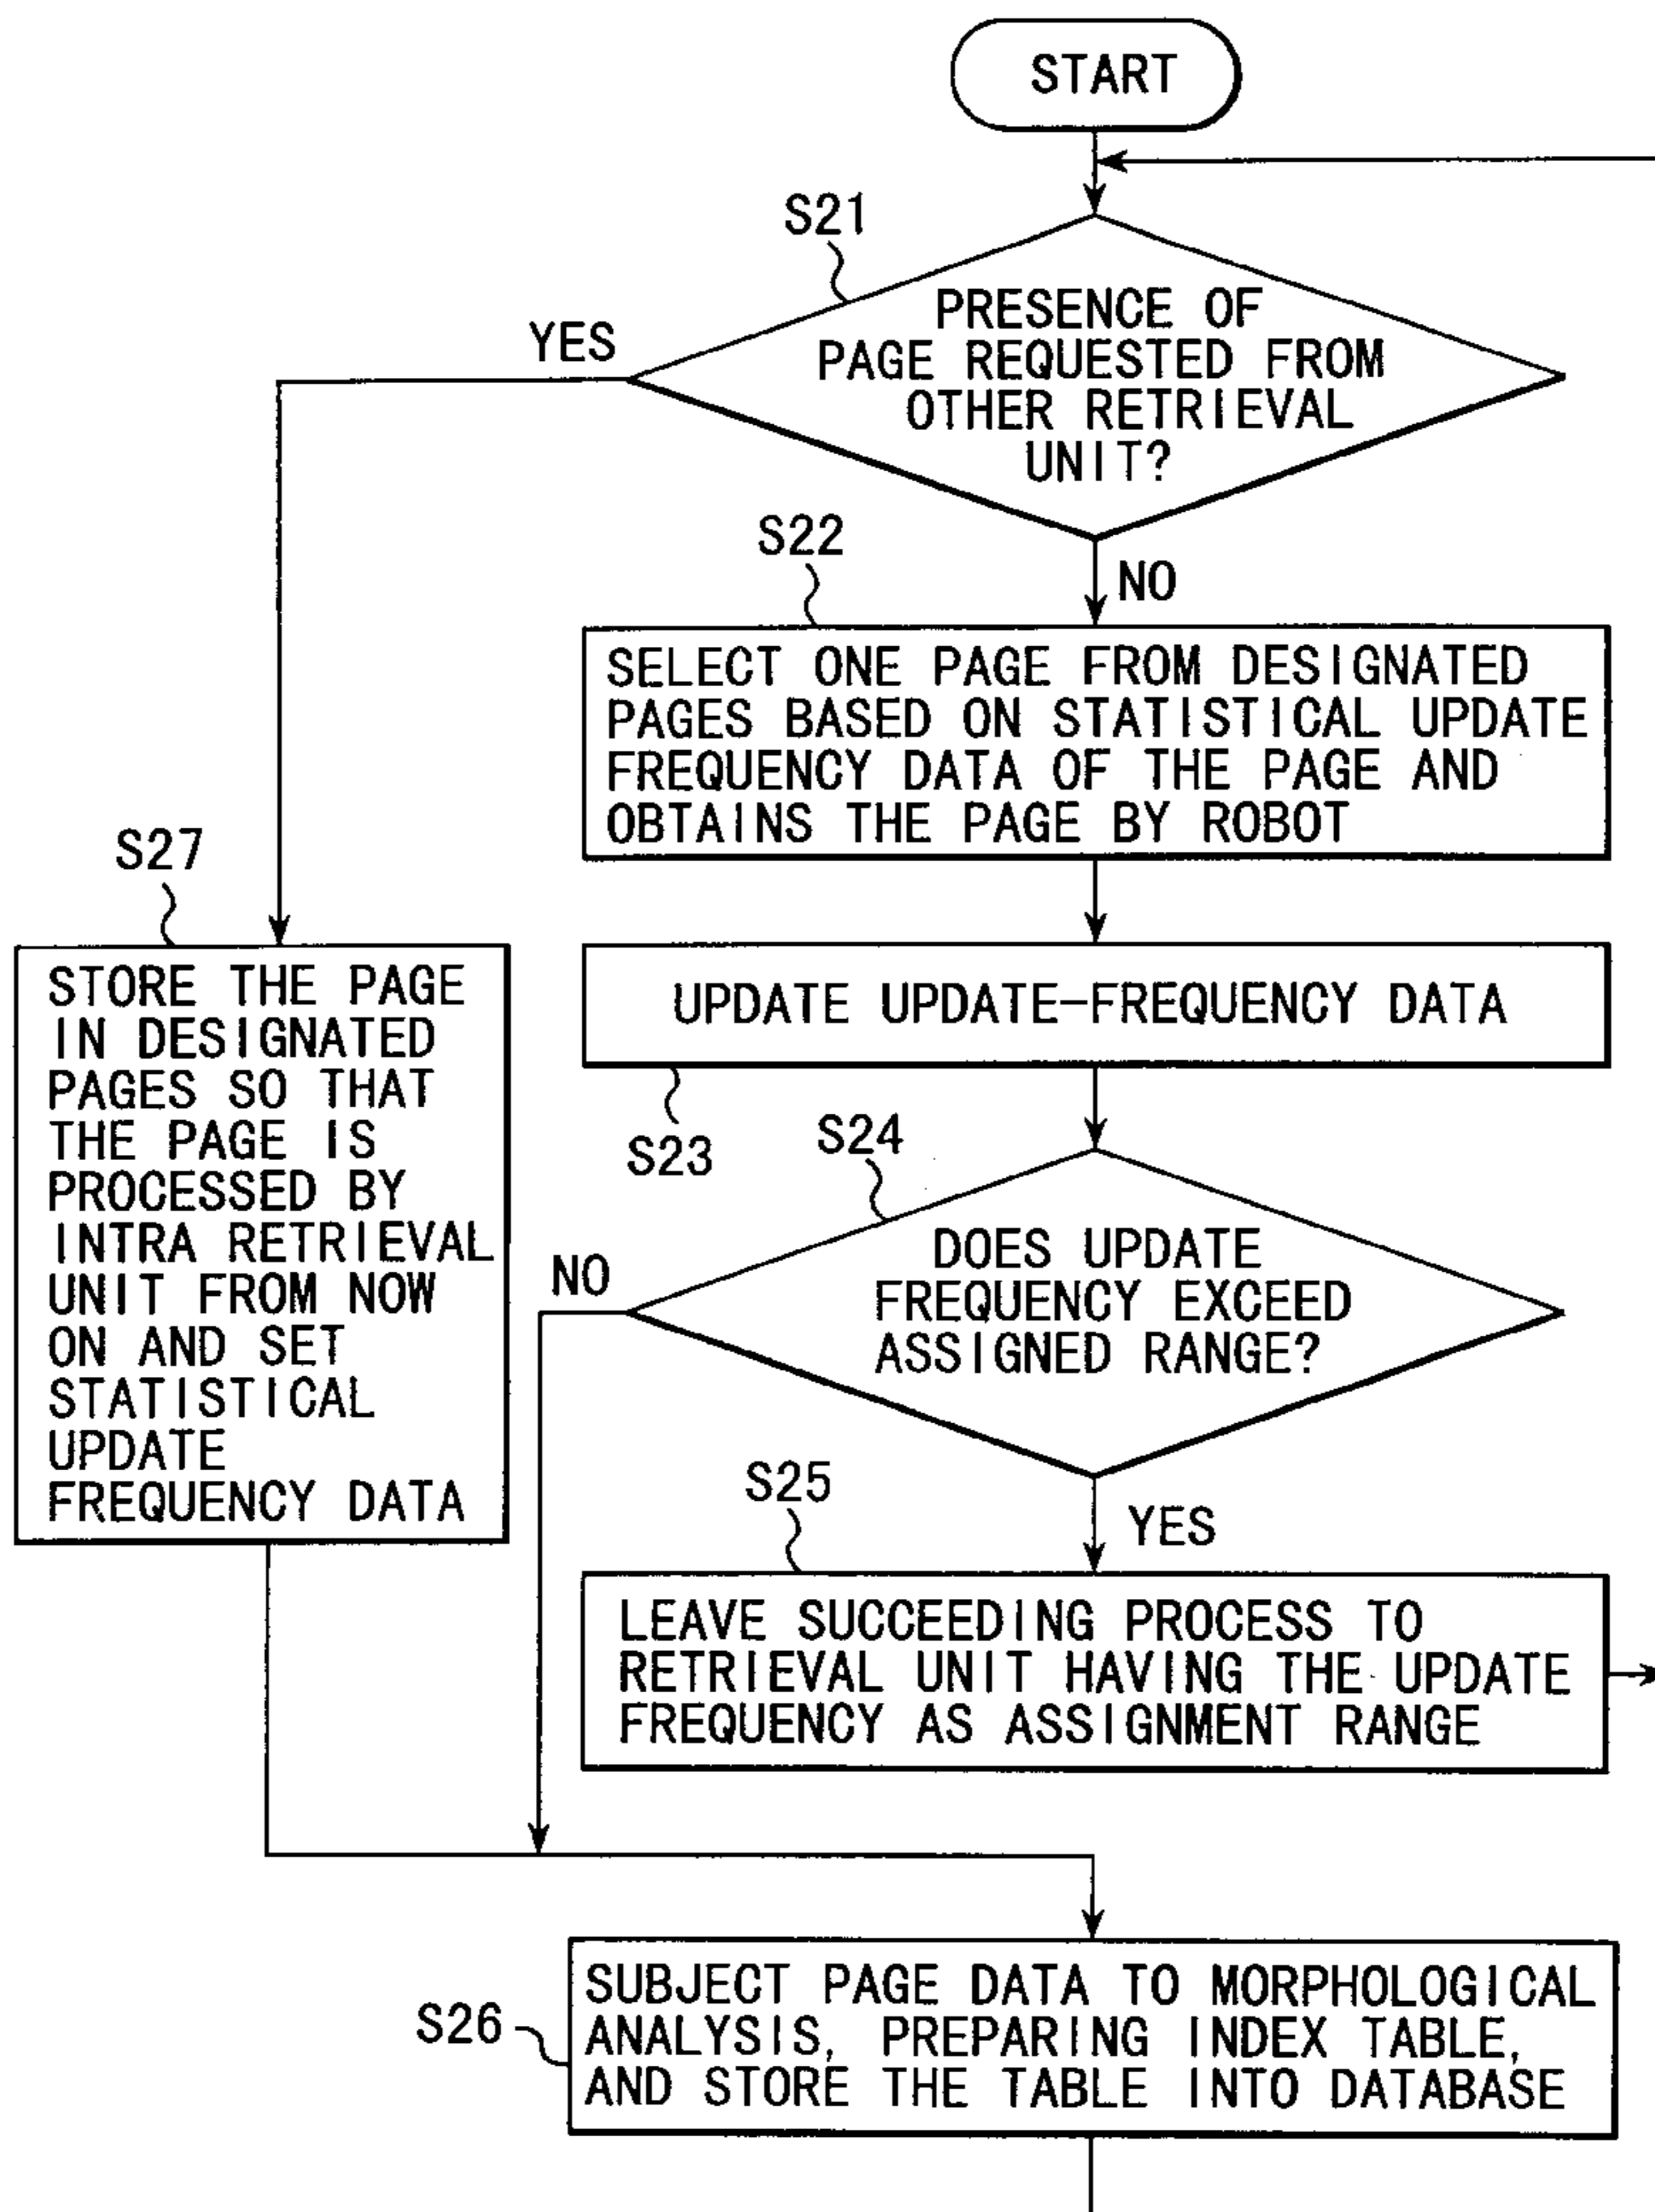 START
S21
PRESENCE OF
PAGE REQUESTED FROM
OTHER RETRIEVAL
UNIT?
YES
S22
NO
SELECT ONE PAGE FROM DESIGNATED
PAGES BASED ON STATISTICAL UPDATE
FREQUENCY DATA OF THE PAGE AND
OBTAINS THE PAGE BY ROBOT
S27
STORE THE PAGE
IN DESIGNATED
PAGES SO THAT
THE PAGE IS
PROCESSED BY
INTRA RETRIEVAL
UNIT FROM NOW
ON AND SET
STATISTICAL
UPDATE
FREQUENCY DATA
UPDATE UPDATE-FREQUENCY DATA
S23
S24
DOES UPDATE
FREQUENCY EXCEED
ASSIGNED RANGE?
NO
S25
YES
LEAVE SUCCEEDING PROCESS TO
RETRIEVAL UNIT HAVING THE UPDATE
FREQUENCY AS ASSIGNMENT RANGE
S26
SUBJECT PAGE DATA TO MORPHOLOGICAL
ANALYSIS, PREPARING INDEX TABLE,
AND STORE THE TABLE INTO DATABASE